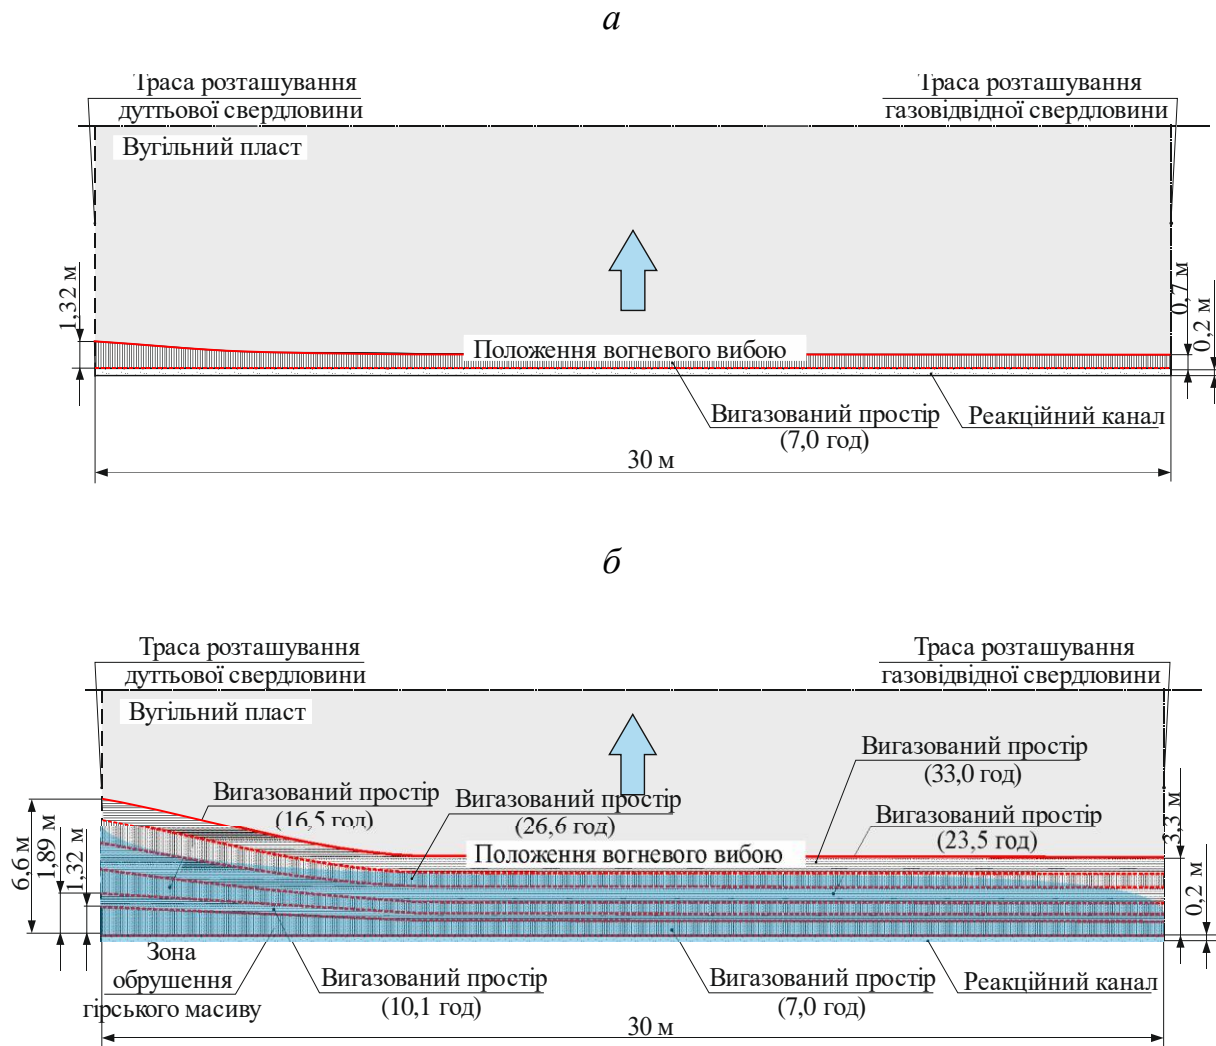 а
Траса розташування
дуттьової свердловини
Траса розташування
газовідвідної свердловини
Вугільний пласт
1,32 м
0,7 м
0,2 м
Положення вогневого вибою
Вигазований простір
(7,0 год)
Реакційний канал
30 м
б
Траса розташування
дуттьової свердловини
Траса розташування
газовідвідної свердловини
Вугільний пласт
Вигазований простір
(33,0 год)
Вигазований простір
(16,5 год)
Вигазований простір
(26,6 год)
Вигазований простір
(23,5 год)
Положення вогневого вибою
6,6 м
1,89 м
1,32 м
3,3 м
0,2 м
Зона
обрушення
гірського масиву
Вигазований простір
(10,1 год)
Вигазований простір
(7,0 год)
Реакційний канал
30 м